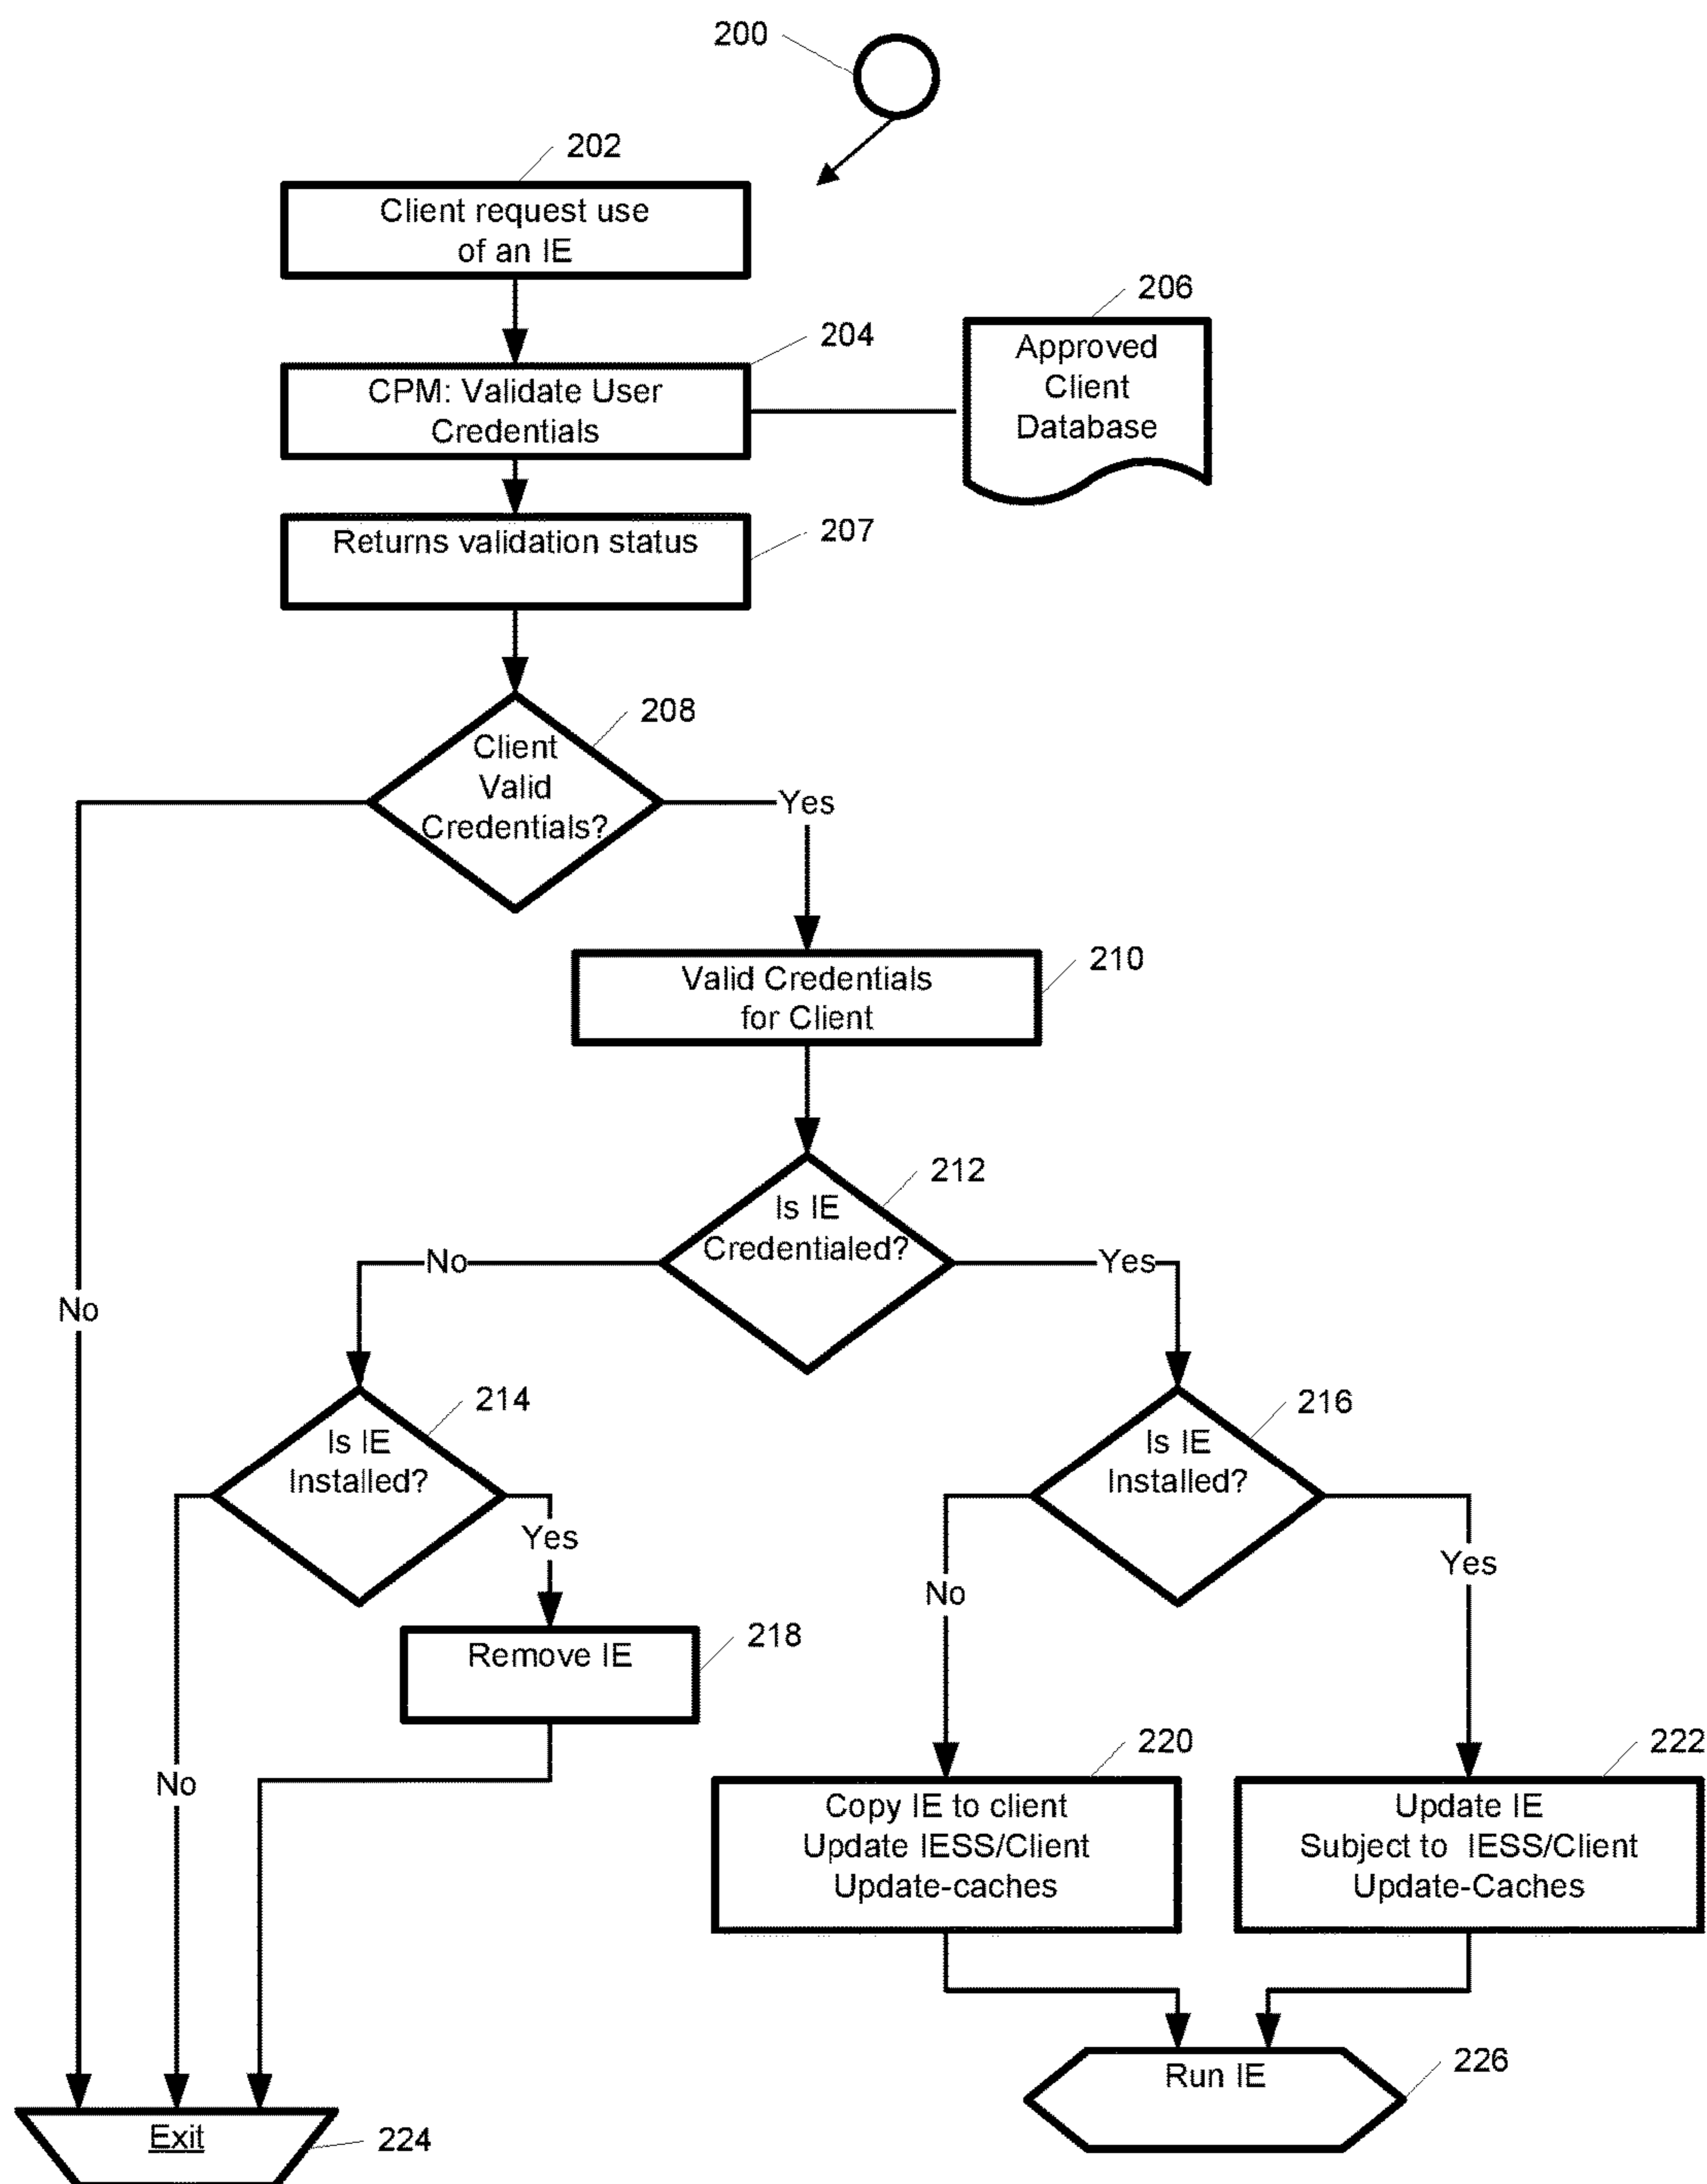 200
202
Client request use
of an IE
206
Approved
Client
Database
204
CPM: Validate User
Credentials
207
Returns validation status
208
Client
Valid
Credentials?
Yes
No
210
Valid Credentials
for Client
212
Is IE
Credentialed?
No
Yes
214
Is IE
Installed?
216
Is IE
Installed?
Yes
No
No
Yes
218
Remove IE
220
Copy IE to client
Update IESS/Client
Update-caches
222
Update IE
Subject to IESS/Client
Update-Caches
226
Run IE
Exit
224